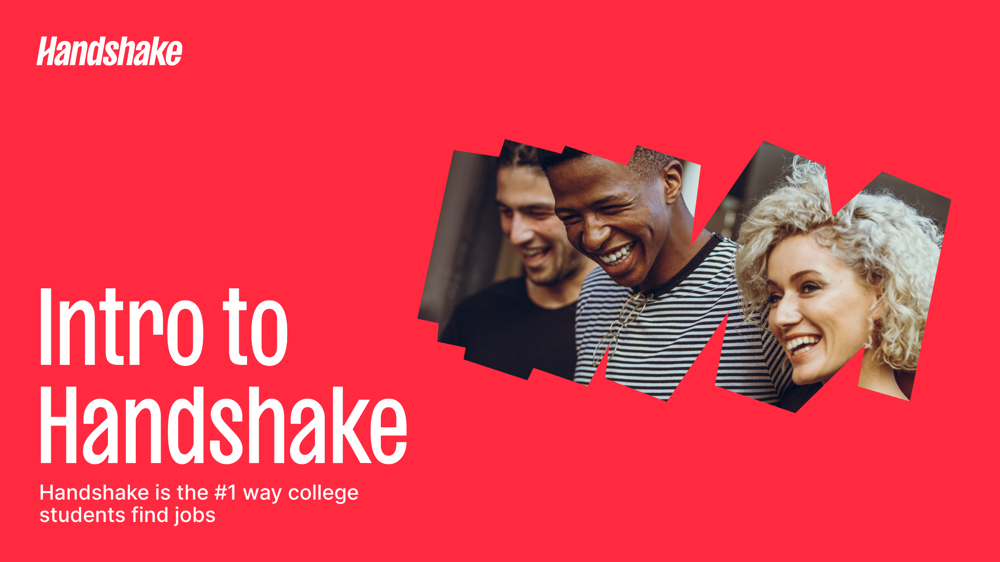 Handshake
Intro to
Handshake
Handshake is the #1 way college
students find jobs